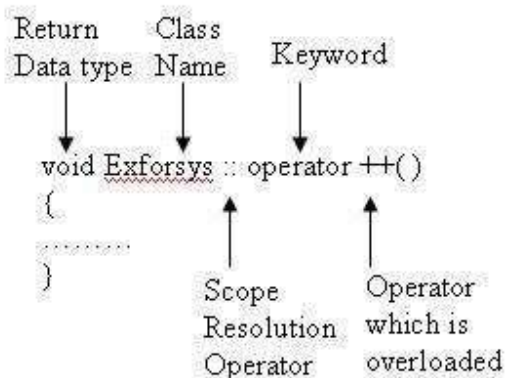 Return Class
Data type Name Keyword
void Exforsys :: operator ++()
{
.........
}
Scope Operator
Resolution which is
Operator overloaded